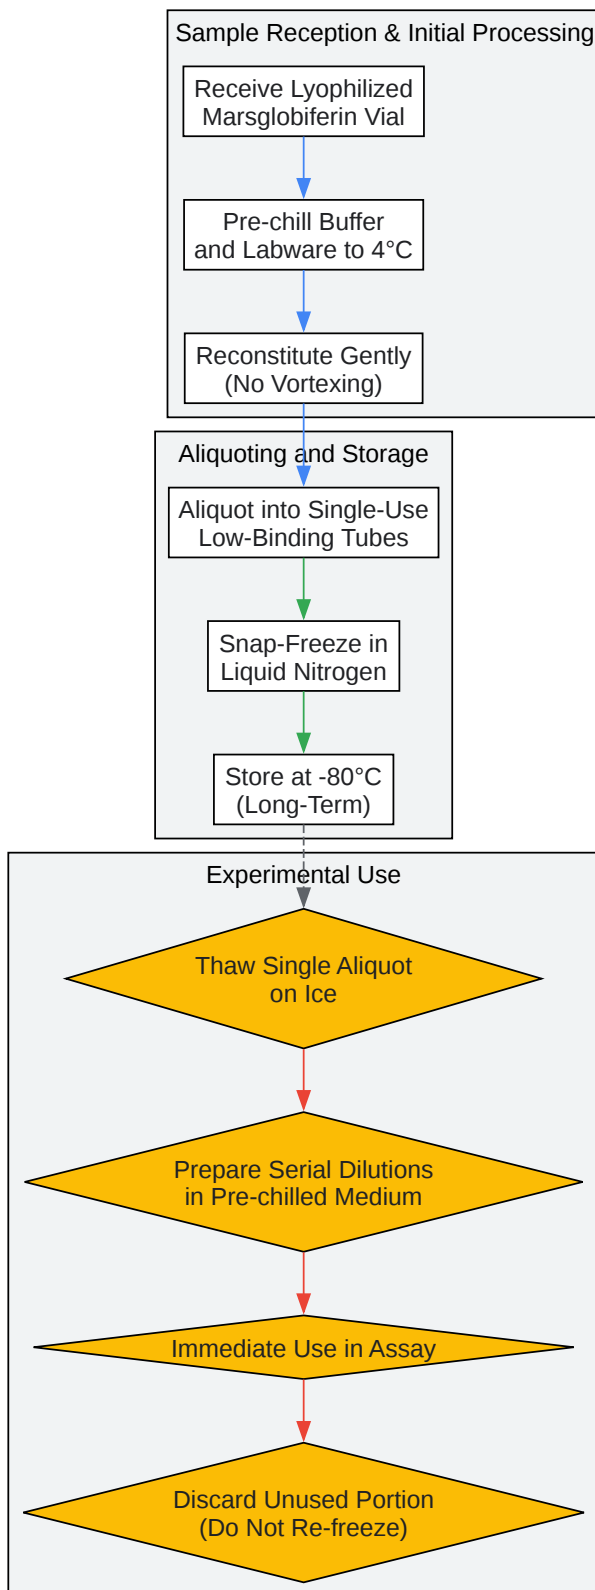 Sample Reception & Initial Processing
Receive Lyophilized
Marsglobiferin Vial
Pre-chill Buffer
and Labware to 4°C
Reconstitute Gently
(No Vortexing)
Aliquoting and Storage
Aliquot into Single-Use
Low-Binding Tubes
Snap-Freeze in
Liquid Nitrogen
Store at -80°C
(Long-Term)
Experimental Use
Thaw Single Aliquot
on Ice
Prepare Serial Dilutions
in Pre-chilled Medium
Immediate Use in Assay
Discard Unused Portion
(Do Not Re-freeze)